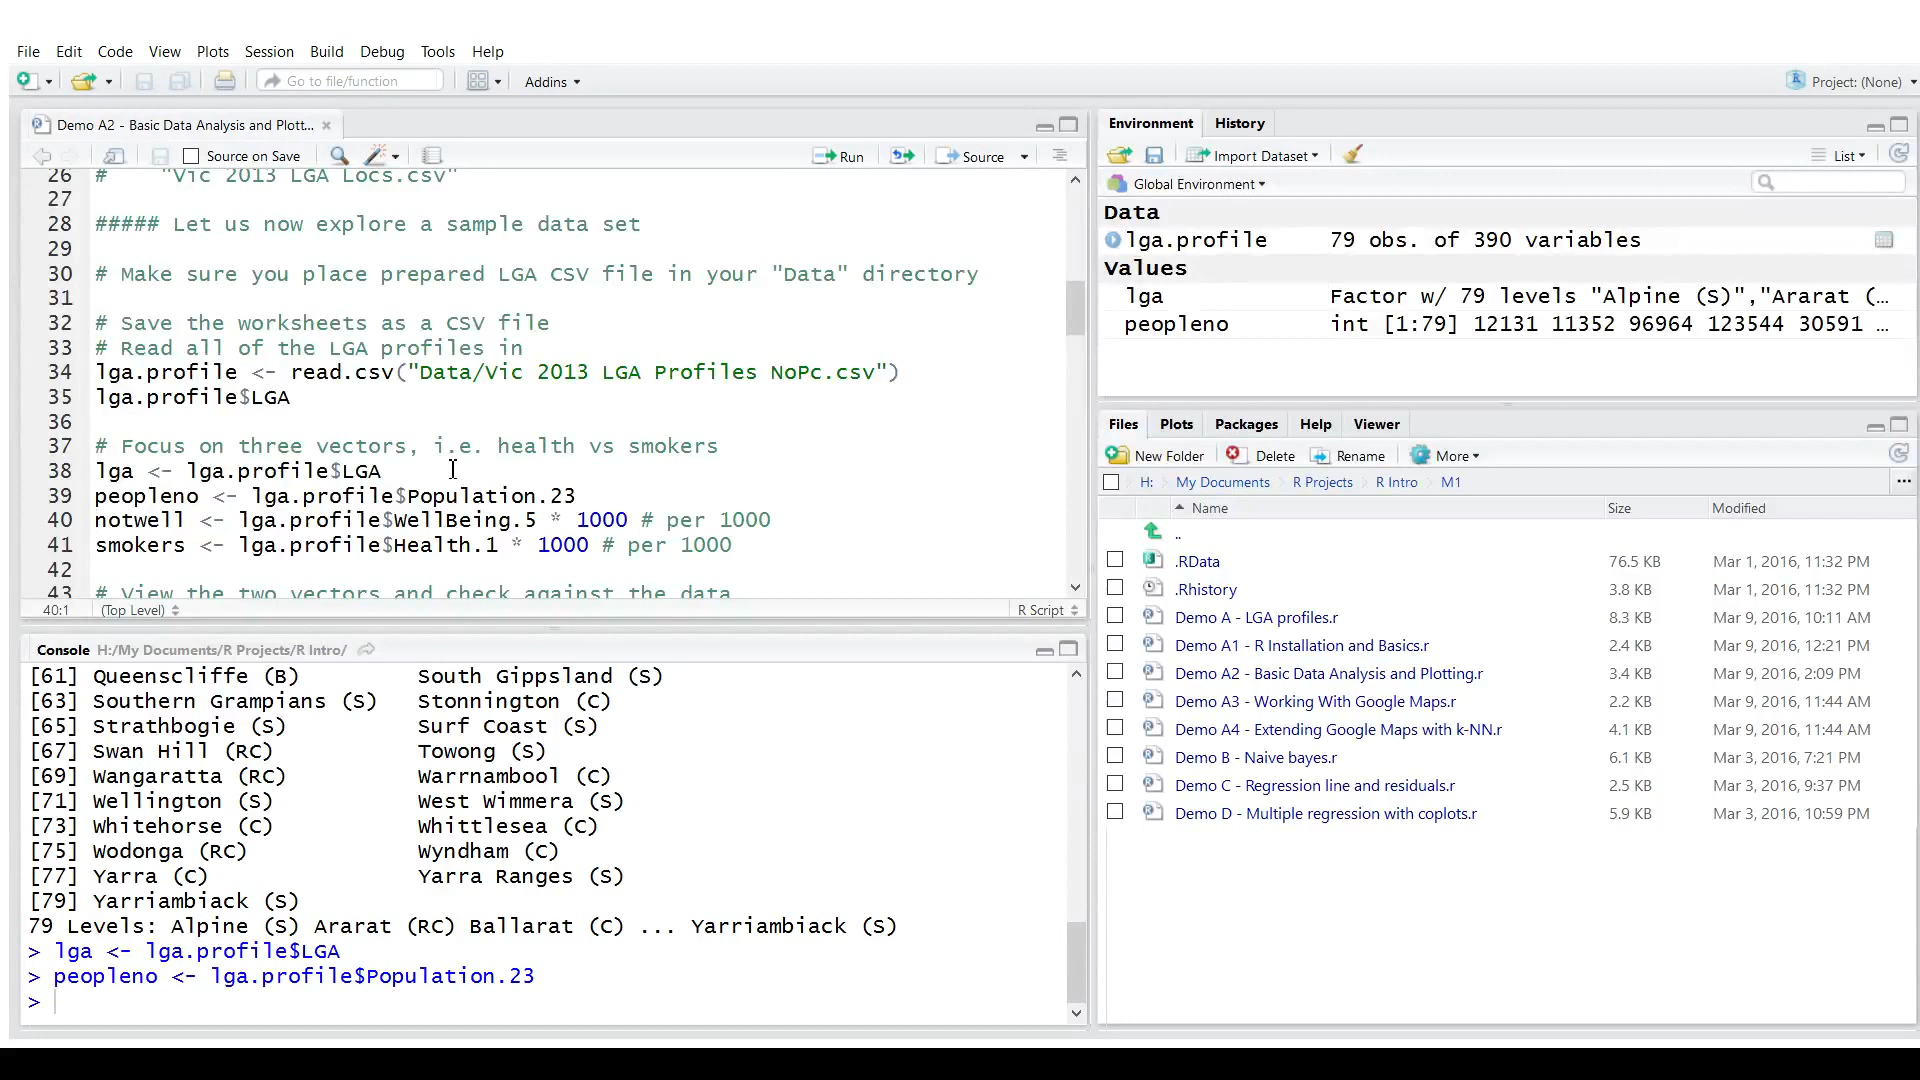 File Edit Code View Plots Session Build Debug Tools Help
Go to file/function Addins Project: (None)
Demo A2 - Basic Data Analysis and Plott...
Source on Save Run Source
26 # "Vic 2013 LGA Locs.csv"
27
28 ##### Let us now explore a sample data set
29
30 # Make sure you place prepared LGA CSV file in your "Data" directory
31
32 # Save the worksheets as a CSV file
33 # Read all of the LGA profiles in
34 lga.profile <- read.csv("Data/Vic 2013 LGA Profiles NoPc.csv")
35 lga.profile$LGA
36
37 # Focus on three vectors, i.e. health vs smokers
38 lga <- lga.profile$LGA
39 peopleno <- lga.profile$Population.23
40 notwell <- lga.profile$WellBeing.5 * 1000 # per 1000
41 smokers <- lga.profile$Health.1 * 1000 # per 1000
42
43 # View the two vectors and check against the data
40:1 (Top Level) R Script
Console H:/My Documents/R Projects/R Intro/
[61] Queenscliffe (B) South Gippsland (S)
[63] Southern Grampians (S) Stonnington (C)
[65] Strathbogie (S) Surf Coast (S)
[67] Swan Hill (RC) Towong (S)
[69] Wangaratta (RC) Warrnambool (C)
[71] Wellington (S) West Wimmera (S)
[73] Whitehorse (C) Whittlesea (C)
[75] Wodonga (RC) Wyndham (C)
[77] Yarra (C) Yarra Ranges (S)
[79] Yarriambiack (S)
79 Levels: Alpine (S) Ararat (RC) Ballarat (C) ... Yarriambiack (S)
> lga <- lga.profile$LGA
> peopleno <- lga.profile$Population.23
>
Environment History
Import Dataset List
Global Environment
Data
lga.profile 79 obs. of 390 variables
Values
lga Factor w/ 79 levels "Alpine (S)","Ararat (...
peopleno int [1:79] 12131 11352 96964 123544 30591 ...
Files Plots Packages Help Viewer
New Folder Delete Rename More
H: My Documents R Projects R Intro M1 ...
Name Size Modified
..
.RData 76.5 KB Mar 1, 2016, 11:32 PM
.Rhistory 3.8 KB Mar 1, 2016, 11:32 PM
Demo A - LGA profiles.r 8.3 KB Mar 9, 2016, 10:11 AM
Demo A1 - R Installation and Basics.r 2.4 KB Mar 9, 2016, 12:21 PM
Demo A2 - Basic Data Analysis and Plotting.r 3.4 KB Mar 9, 2016, 2:09 PM
Demo A3 - Working With Google Maps.r 2.2 KB Mar 9, 2016, 11:44 AM
Demo A4 - Extending Google Maps with k-NN.r 4.1 KB Mar 9, 2016, 11:44 AM
Demo B - Naive bayes.r 6.1 KB Mar 3, 2016, 7:21 PM
Demo C - Regression line and residuals.r 2.5 KB Mar 3, 2016, 9:37 PM
Demo D - Multiple regression with coplots.r 5.9 KB Mar 3, 2016, 10:59 PM